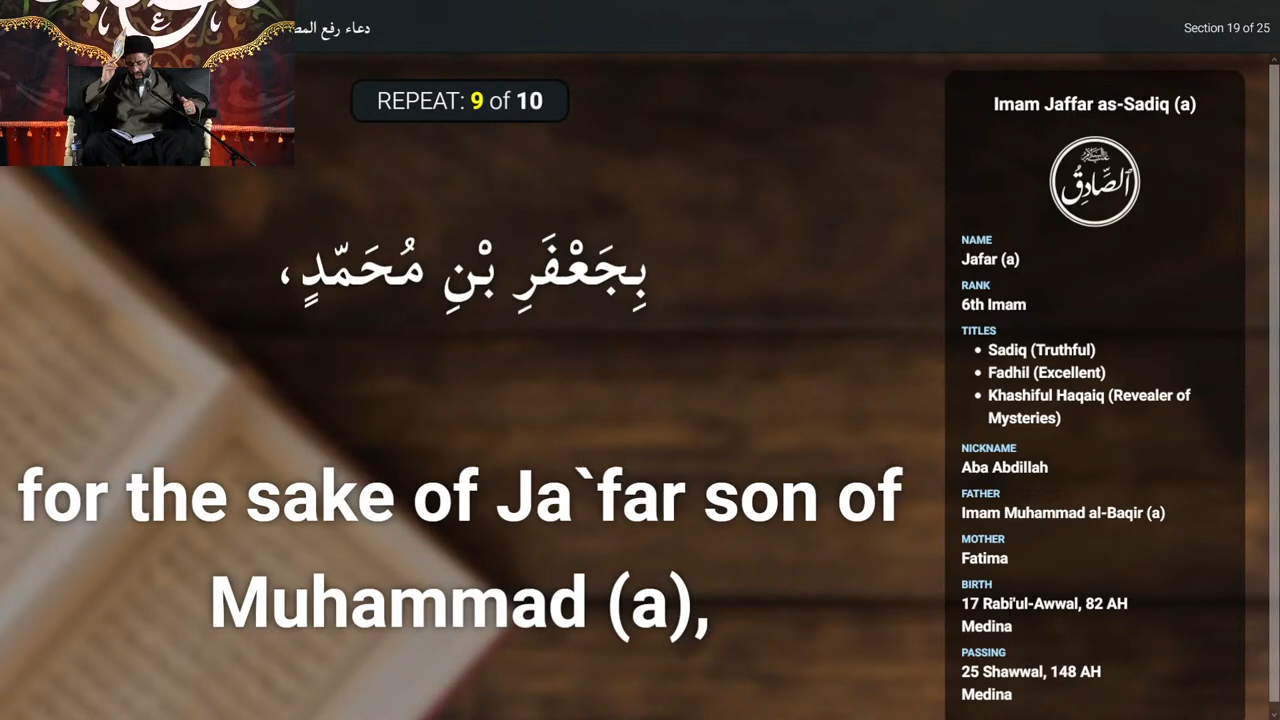 دعاء رفع المص
Section 19 of 25
REPEAT: 9 of 10
بِجَعْفَرِ بْنِ مُحَمَّدٍ،
for the sake of Ja`far son of
Muhammad (a),
Imam Jaffar as-Sadiq (a)
الصَّادِقُ
NAME
Jafar (a)
RANK
6th Imam
TITLES
• Sadiq (Truthful)
• Fadhil (Excellent)
• Khashiful Haqaiq (Revealer of
Mysteries)
NICKNAME
Aba Abdillah
FATHER
Imam Muhammad al-Baqir (a)
MOTHER
Fatima
BIRTH
17 Rabi'ul-Awwal, 82 AH
Medina
PASSING
25 Shawwal, 148 AH
Medina